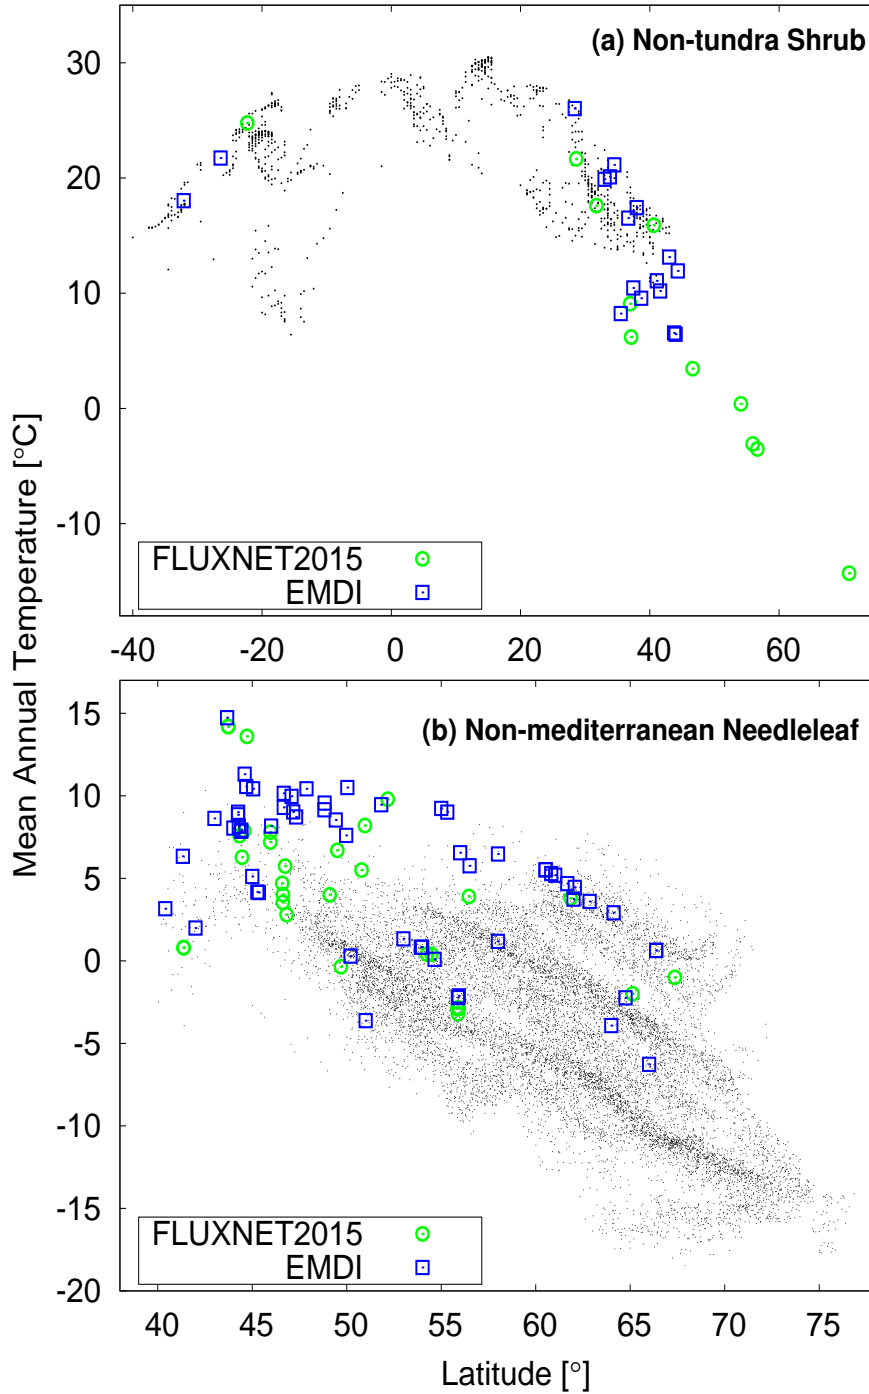 (a) Non-tundra Shrub
30
20
10
0
-10
FLUXNET2015
EMDI
-40 -20 0 20 40 60
Mean Annual Temperature [°C]
(b) Non-mediterranean Needleleaf
15
10
5
0
-5
-10
-15
-20
FLUXNET2015
EMDI
40 45 50 55 60 65 70 75
Latitude [°]